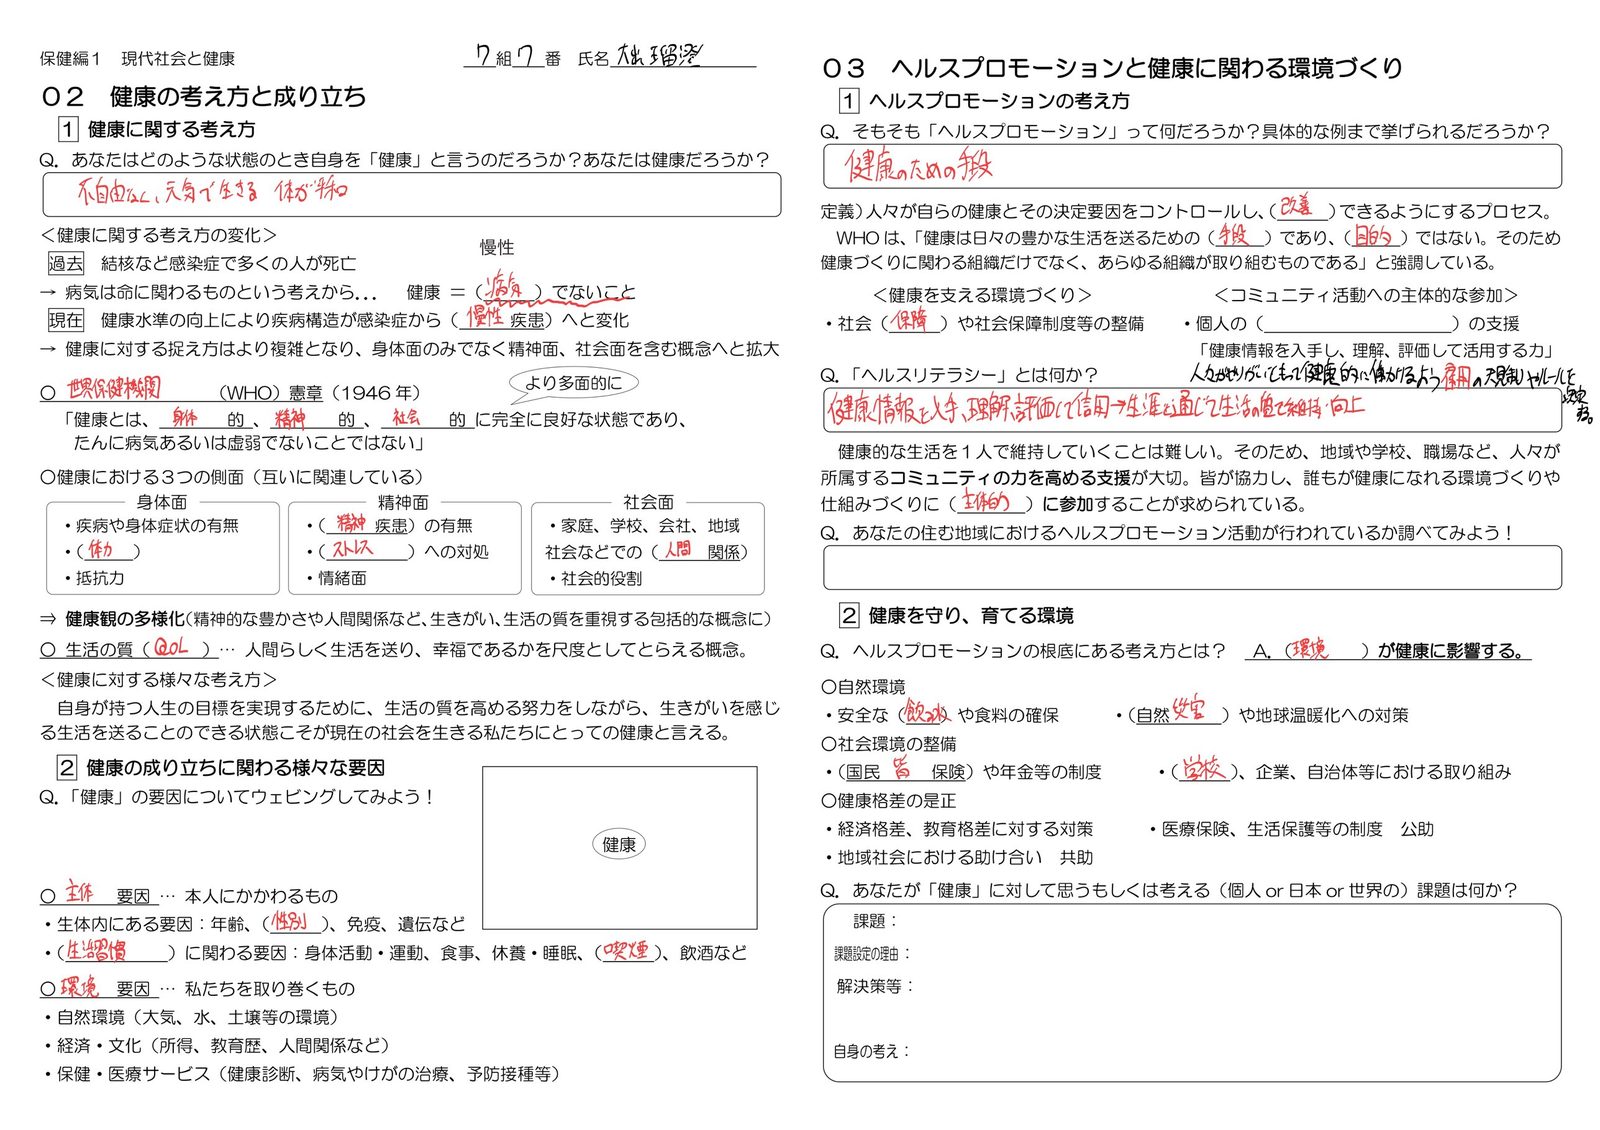 保健編１　現代社会と健康
7 組 7 番　氏名
０２　健康の考え方と成り立ち
1 健康に関する考え方
Q．あなたはどのような状態のとき自身を「健康」と言うのだろうか？あなたは健康だろうか？
不自由なく、元気で生きる 体が平和
＜健康に関する考え方の変化＞
慢性
過去　結核など感染症で多くの人が死亡
→ 病気は命に関わるものという考えから...　健康 ＝（病気）でないこと
現在　健康水準の向上により疾病構造が感染症から（慢性 疾患）へと変化
→ 健康に対する捉え方はより複雑となり、身体面のみでなく精神面、社会面を含む概念へと拡大
より多面的に
○ 世界保健機関（WHO）憲章（1946 年）
「健康とは、身体 的、精神 的、社会 的 に完全に良好な状態であり、
たんに病気あるいは虚弱でないことではない」
○健康における３つの側面（互いに関連している）
身体面
・疾病や身体症状の有無
・（体力）
・抵抗力
精神面
・（精神 疾患）の有無
・（ストレス）への対処
・情緒面
社会面
・家庭、学校、会社、地域
社会などでの（人間 関係）
・社会的役割
⇒ 健康観の多様化（精神的な豊かさや人間関係など、生きがい、生活の質を重視する包括的な概念に）
○ 生活の質（QOL）… 人間らしく生活を送り、幸福であるかを尺度としてとらえる概念。
＜健康に対する様々な考え方＞
自身が持つ人生の目標を実現するために、生活の質を高める努力をしながら、生きがいを感じ
る生活を送ることのできる状態こそが現在の社会を生きる私たちにとっての健康と言える。
2 健康の成り立ちに関わる様々な要因
Q．「健康」の要因についてウェビングしてみよう！
健康
○ 主体 要因 … 本人にかかわるもの
・生体内にある要因：年齢、（性別）、免疫、遺伝など
・（生活習慣）に関わる要因：身体活動・運動、食事、休養・睡眠、（喫煙）、飲酒など
○ 環境 要因 … 私たちを取り巻くもの
・自然環境（大気、水、土壌等の環境）
・経済・文化（所得、教育歴、人間関係など）
・保健・医療サービス（健康診断、病気やけがの治療、予防接種等）
０３　ヘルスプロモーションと健康に関わる環境づくり
1 ヘルスプロモーションの考え方
Q．そもそも「ヘルスプロモーション」って何だろうか？具体的な例まで挙げられるだろうか？
健康のための手段
定義）人々が自らの健康とその決定要因をコントロールし、（改善）できるようにするプロセス。
WHO は、「健康は日々の豊かな生活を送るための（手段）であり、（目的）ではない。そのため
健康づくりに関わる組織だけでなく、あらゆる組織が取り組むものである」と強調している。
＜健康を支える環境づくり＞
・社会（保障）や社会保障制度等の整備
＜コミュニティ活動への主体的な参加＞
・個人の（　）の支援
「健康情報を入手し、理解、評価して活用する力」
Q．「ヘルスリテラシー」とは何か？
健康情報を入手、理解、評価して信用→生涯を通じて生活の質を維持・向上
健康的な生活を１人で維持していくことは難しい。そのため、地域や学校、職場など、人々が
所属するコミュニティの力を高める支援が大切。皆が協力し、誰もが健康になれる環境づくりや
仕組みづくりに（主体的）に参加することが求められている。
Q．あなたの住む地域におけるヘルスプロモーション活動が行われているか調べてみよう！
2 健康を守り、育てる環境
Q．ヘルスプロモーションの根底にある考え方とは？　A．（環境）が健康に影響する。
○自然環境
・安全な（飲み水）や食料の確保　・（自然 災害）や地球温暖化への対策
○社会環境の整備
・（国民 皆 保険）や年金等の制度　・（学校）、企業、自治体等における取り組み
○健康格差の是正
・経済格差、教育格差に対する対策　・医療保険、生活保護等の制度　公助
・地域社会における助け合い　共助
Q．あなたが「健康」に対して思うもしくは考える（個人 or 日本 or 世界の）課題は何か？
課題：
課題設定の理由：
解決策等：
自身の考え：